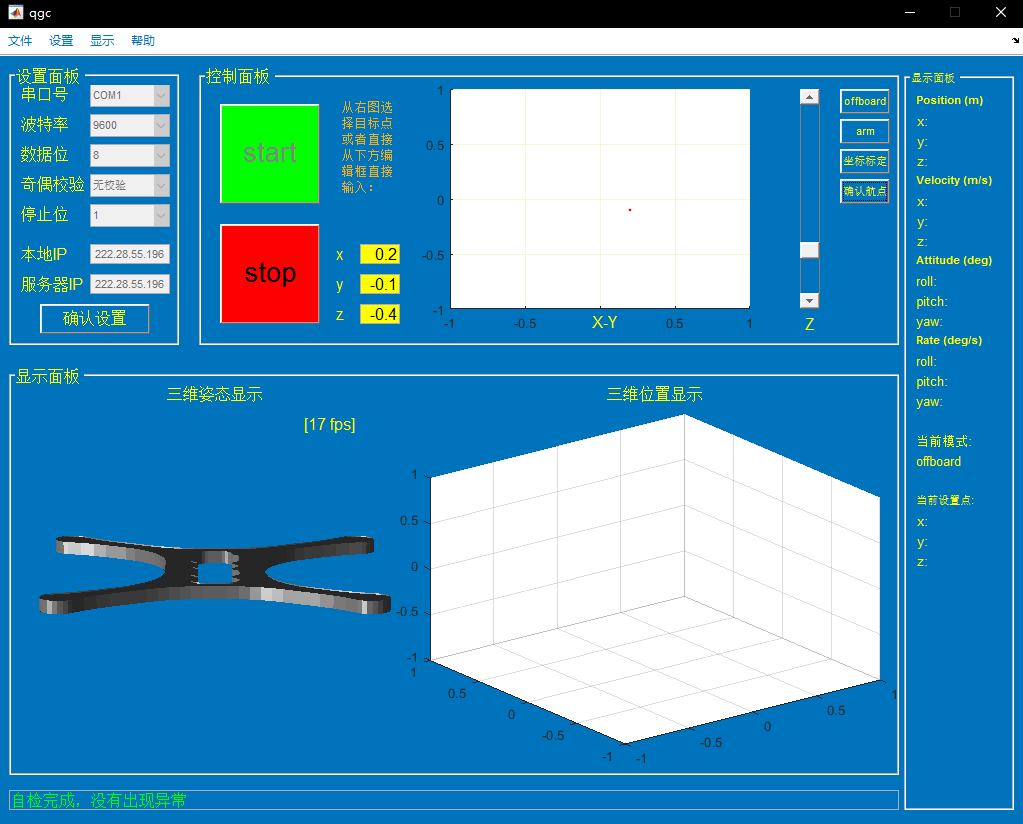 qgc
文件 设置 显示 帮助
设置面板
串口号 COM1
波特率 9600
数据位 8
奇偶校验 无校验
停止位 1
本地IP 222.28.55.196
服务器IP 222.28.55.196
确认设置
控制面板
start
stop
从右图选
择目标点
或者直接
从下方编
辑框直接
输入：
x 0.2
y -0.1
z -0.4
1
0.5
0
-0.5
-1
-1 -0.5 X-Y 0.5 1
Z
offboard
arm
坐标标定
确认航点
显示面板
三维姿态显示
[17 fps]
三维位置显示
1
0.5
0
-0.5
-1
1
0.5
0
-0.5
-1
-1
-0.5
0
0.5
1
显示面板
Position (m)
x:
y:
z:
Velocity (m/s)
x:
y:
z:
Attitude (deg)
roll:
pitch:
yaw:
Rate (deg/s)
roll:
pitch:
yaw:
当前模式:
offboard
当前设置点:
x:
y:
z:
自检完成，没有出现异常